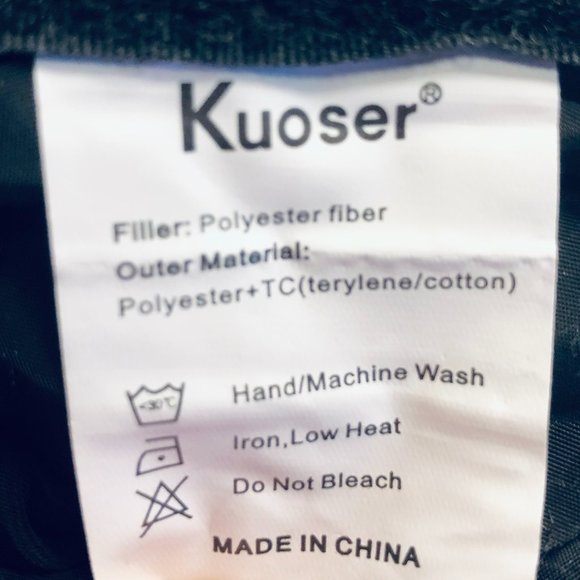 Kuoser®
Filler: Polyester fiber
Outer Material:
Polyester+TC(terylene/cotton)
<30°C Hand/Machine Wash
Iron,Low Heat
Do Not Bleach
MADE IN CHINA